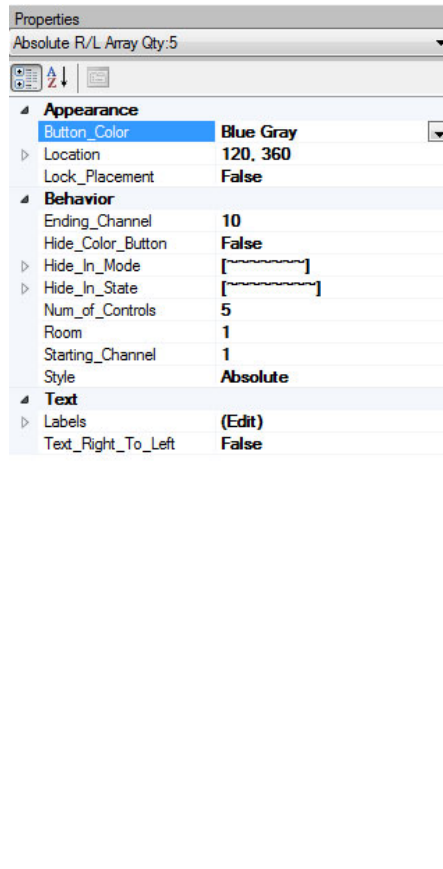 Properties
Absolute R/L Array Qty:5
Appearance
Button_Color Blue Gray
Location 120, 360
Lock_Placement False
Behavior
Ending_Channel 10
Hide_Color_Button False
Hide_In_Mode [~~~~~~~]
Hide_In_State [~~~~~~~~]
Num_of_Controls 5
Room 1
Starting_Channel 1
Style Absolute
Text
Labels (Edit)
Text_Right_To_Left False